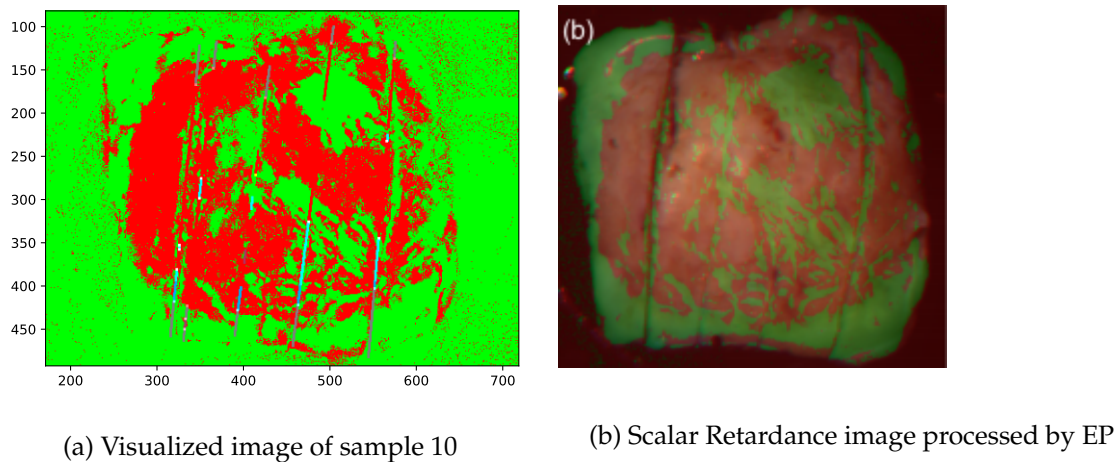 (b)
100
150
200
250
300
350
400
450
200 300 400 500 600 700
(a) Visualized image of sample 10
(b) Scalar Retardance image processed by EP